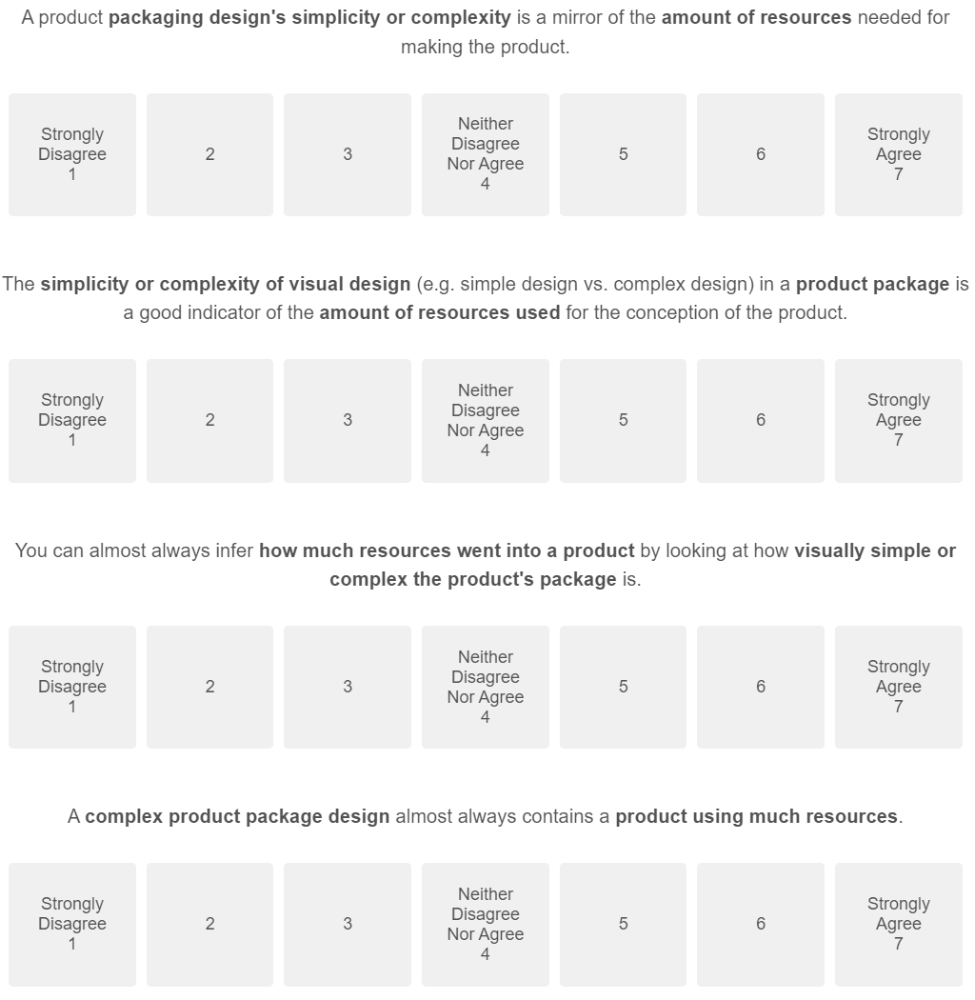 A product packaging design's simplicity or complexity is a mirror of the amount of resources needed for
making the product.
Strongly
Disagree
1
2
3
Neither
Disagree
Nor Agree
4
5
6
Strongly
Agree
7
The simplicity or complexity of visual design (e.g. simple design vs. complex design) in a product package is
a good indicator of the amount of resources used for the conception of the product.
Strongly
Disagree
1
2
3
Neither
Disagree
Nor Agree
4
5
6
Strongly
Agree
7
You can almost always infer how much resources went into a product by looking at how visually simple or
complex the product's package is.
Strongly
Disagree
1
2
3
Neither
Disagree
Nor Agree
4
5
6
Strongly
Agree
7
A complex product package design almost always contains a product using much resources.
Strongly
Disagree
1
2
3
Neither
Disagree
Nor Agree
4
5
6
Strongly
Agree
7